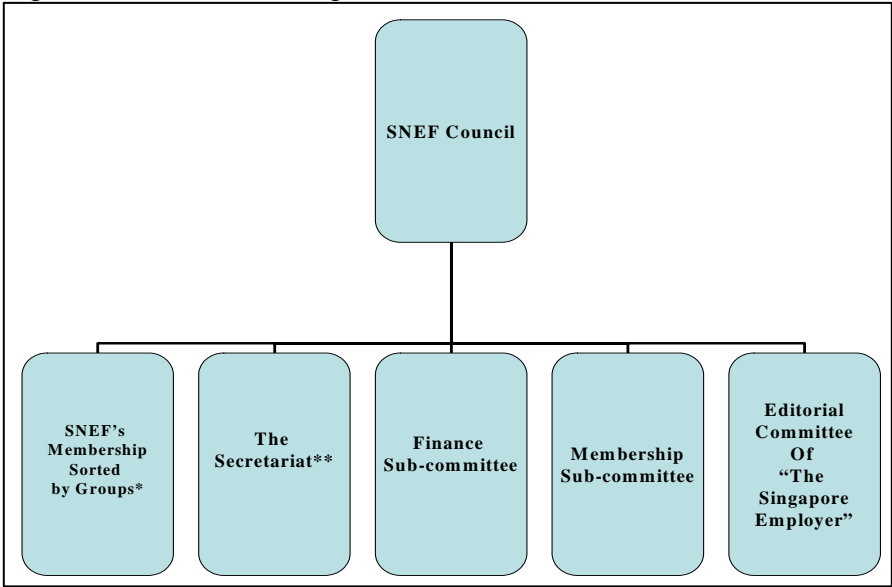 SNEF Council
SNEF's
Membership
Sorted
by Groups*
The
Secretariat**
Finance
Sub-committee
Membership
Sub-committee
Editorial
Committee
Of
“The
Singapore
Employer”